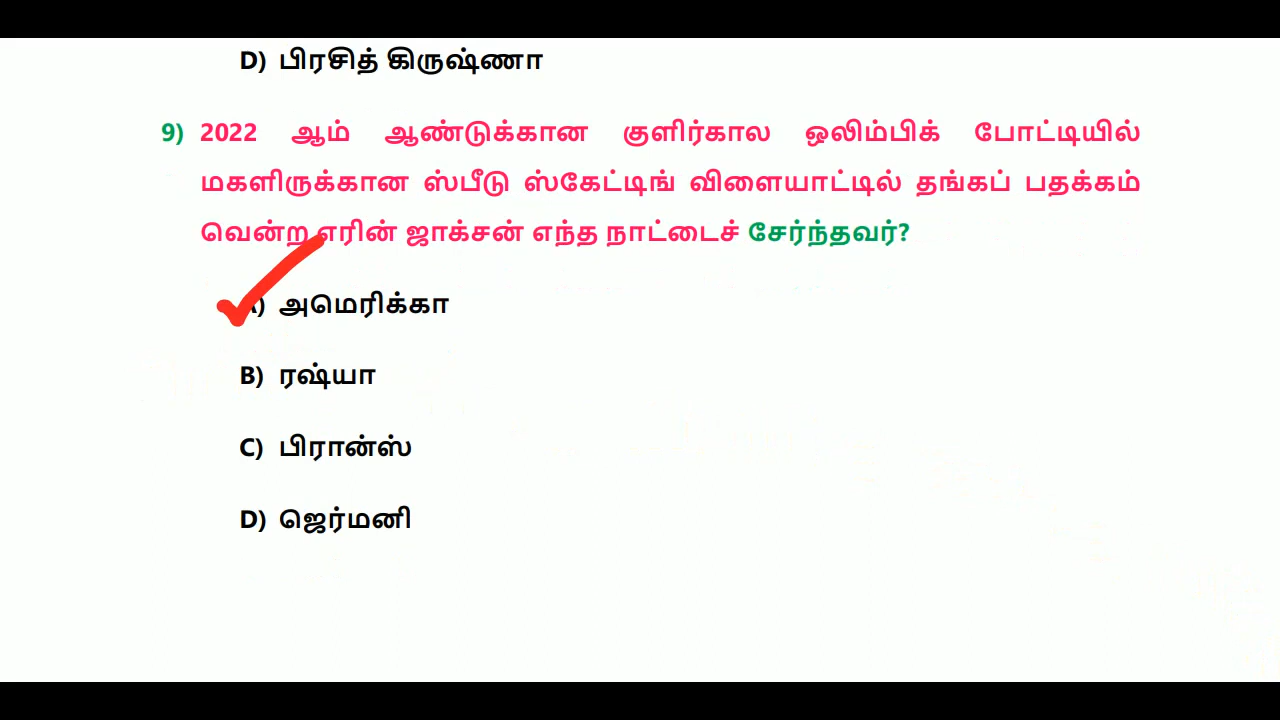 D) பிரசித் கிருஷ்ணா
9) 2022 ஆம் ஆண்டுக்கான குளிர்கால ஒலிம்பிக் போட்டியில்
மகளிருக்கான ஸ்பீடு ஸ்கேட்டிங் விளையாட்டில் தங்கப் பதக்கம்
வென்ற எரின் ஜாக்சன் எந்த நாட்டைச் சேர்ந்தவர்?
A) அமெரிக்கா
B) ரஷ்யா
C) பிரான்ஸ்
D) ஜெர்மனி